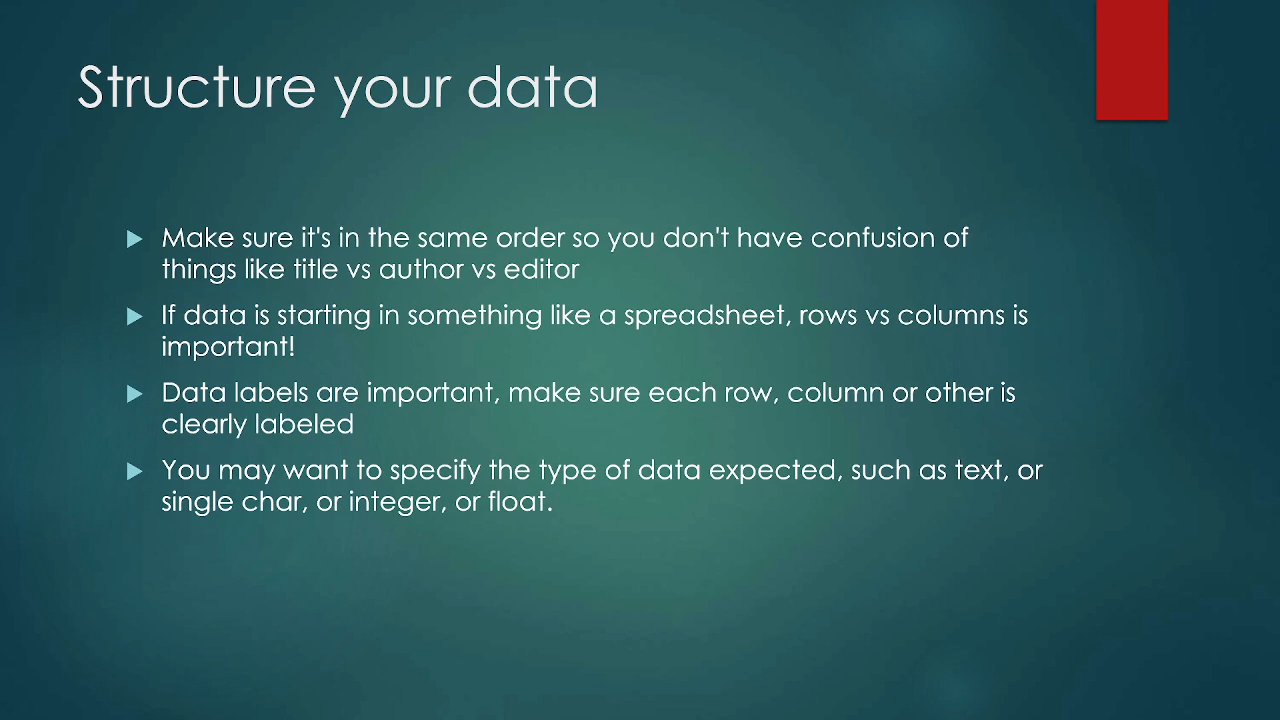 Structure your data
Make sure it's in the same order so you don't have confusion of
things like title vs author vs editor
If data is starting in something like a spreadsheet, rows vs columns is
important!
Data labels are important, make sure each row, column or other is
clearly labeled
You may want to specify the type of data expected, such as text, or
single char, or integer, or float.